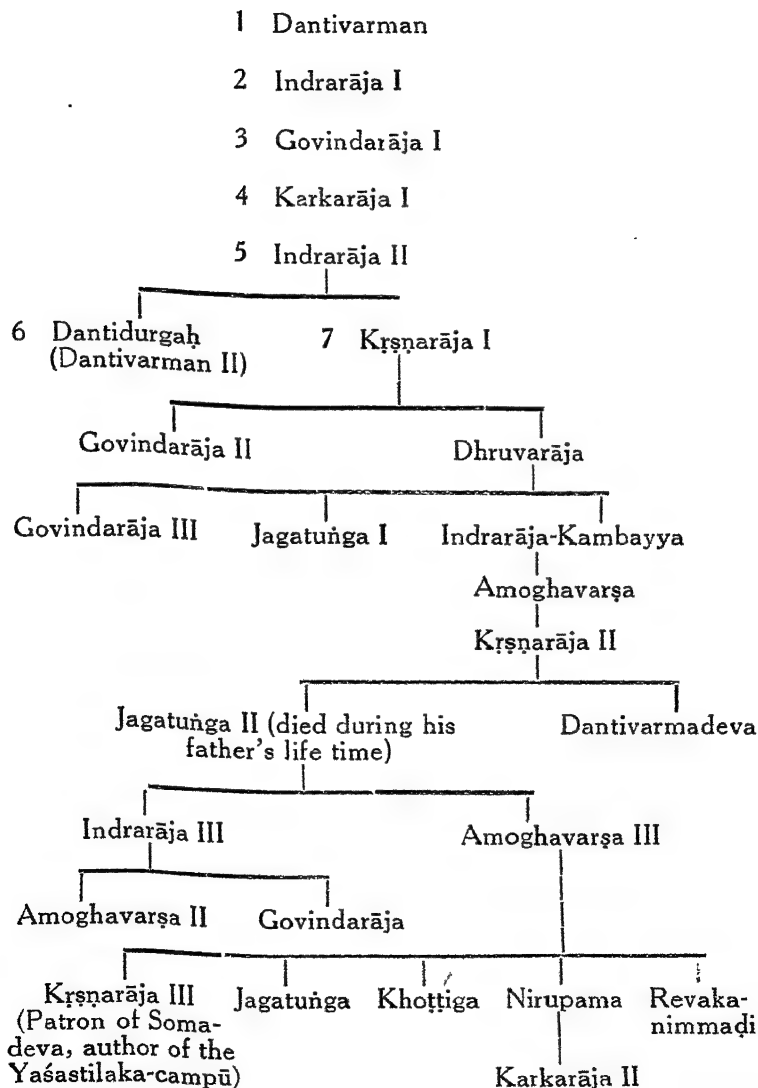 1 Dantivarman
2 Indrarāja I
3 Govindarāja I
4 Karkarāja I
5 Indrarāja II
6 Dantidurgaḥ 7 Kṛṣṇarāja I
(Dantivarman II)
Govindarāja II Dhruvarāja
Govindarāja III Jagatuṅga I Indrarāja-Kambayya
Amoghavarṣa
Kṛṣṇarāja II
Jagatuṅga II (died during his Dantivarmadeva
father's life time)
Indrarāja III Amoghavarṣa III
Amoghavarṣa II Govindarāja
Kṛṣṇarāja III Jagatuṅga Khoṭṭiga Nirupama Revaka-
(Patron of Soma- nimmaḍi
deva, author of the
Yaśastilaka-campū) Karkarāja II